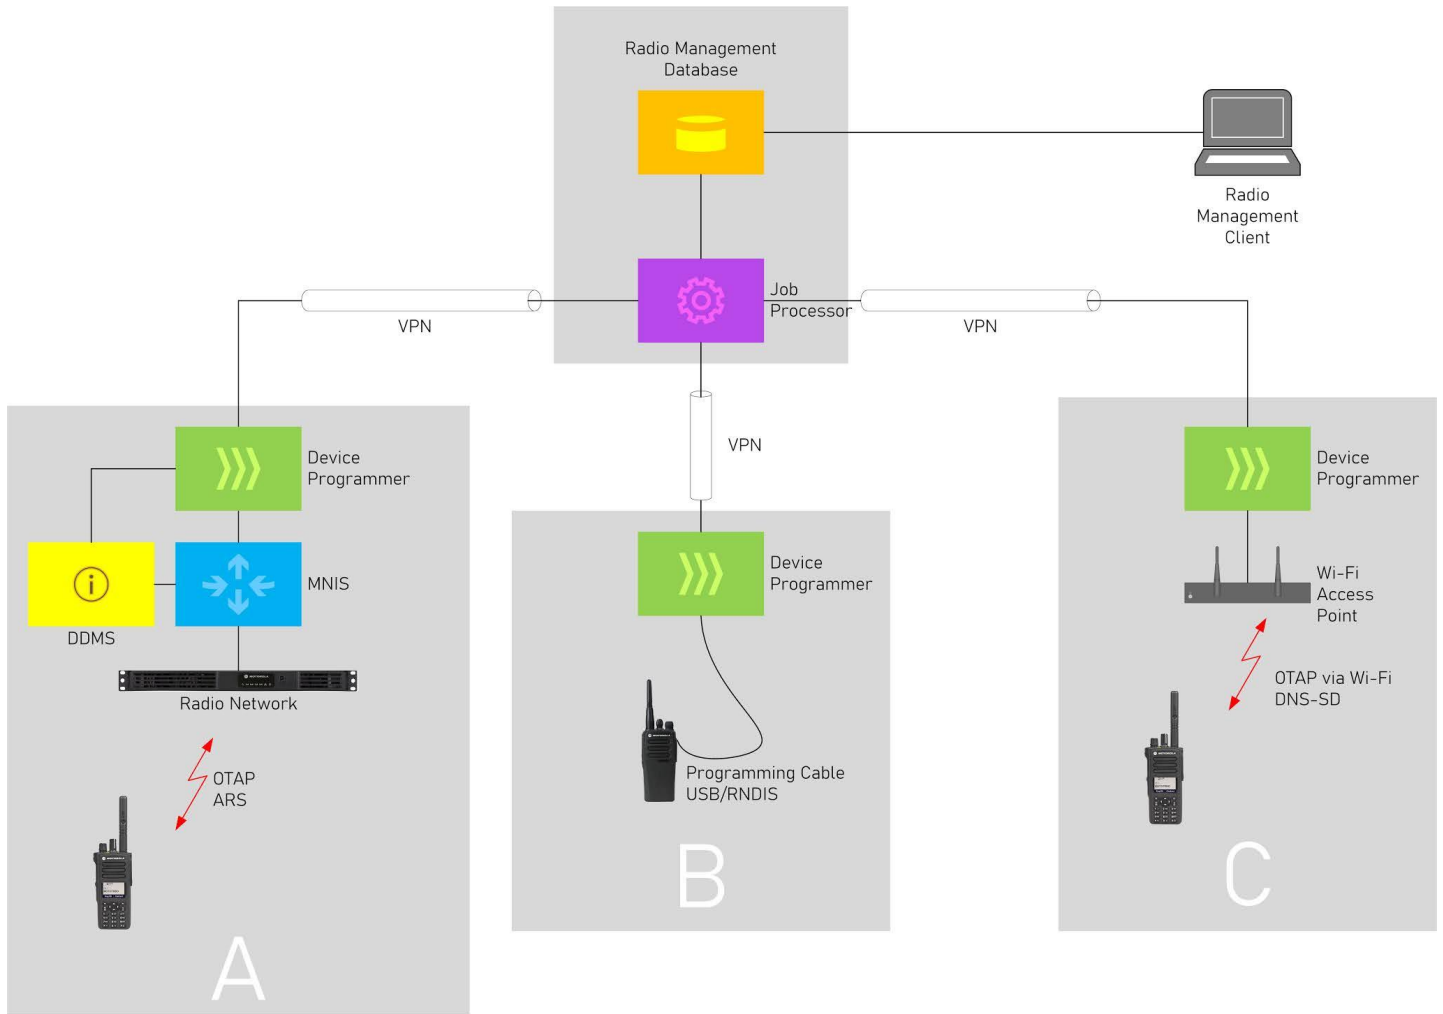 Radio Management
Database
Radio
Management
Client
Job
Processor
VPN
VPN
VPN
Device
Programmer
DDMS
MNIS
Radio Network
OTAP
ARS
A
Device
Programmer
Programming Cable
USB/RNDIS
B
Device
Programmer
Wi-Fi
Access
Point
OTAP via Wi-Fi
DNS-SD
C